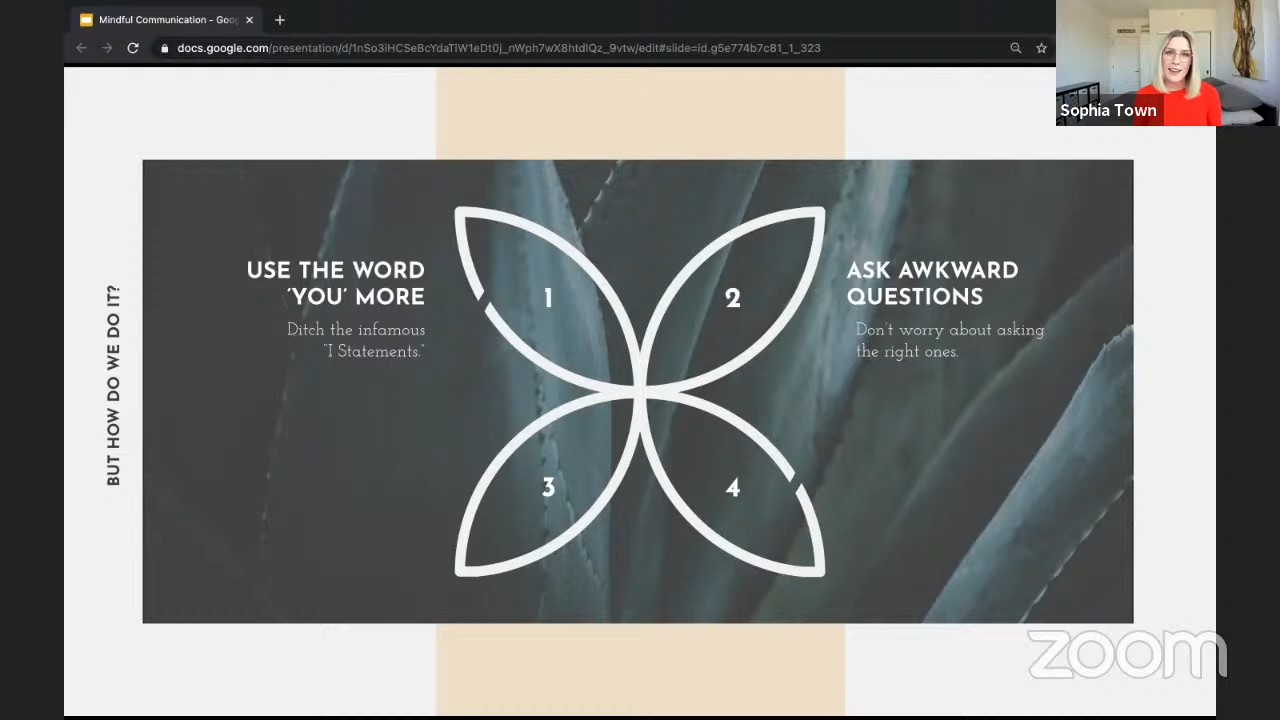 Mindful Communication - Goo
docs.google.com/presentation/d/1nSo3iHCSeBcYdaTlW1eDt0j_nWph7wX8htdlQz_9vtw/edit#slide=id.g5e774b7c81_1_323
Sophia Town
BUT HOW DO WE DO IT?
USE THE WORD
‘YOU’ MORE
Ditch the infamous
“I Statements.”
1
2
ASK AWKWARD
QUESTIONS
Don’t worry about asking
the right ones.
3
4
zoom